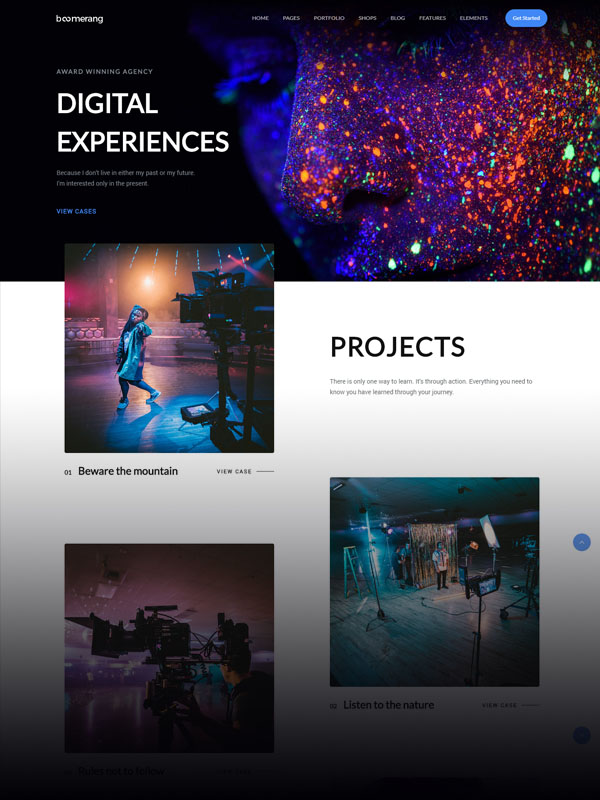 boomerang
HOME PAGES PORTFOLIO SHOPS BLOG FEATURES ELEMENTS Get Started
AWARD WINNING AGENCY
DIGITAL
EXPERIENCES
Because I don't live in either my past or my future.
I'm interested only in the present.
VIEW CASES
PROJECTS
There is only one way to learn. It's through action. Everything you need to
know you have learned through your journey.
01 Beware the mountain VIEW CASE
02 Listen to the nature VIEW CASE
03 Rules not to follow VIEW CASE